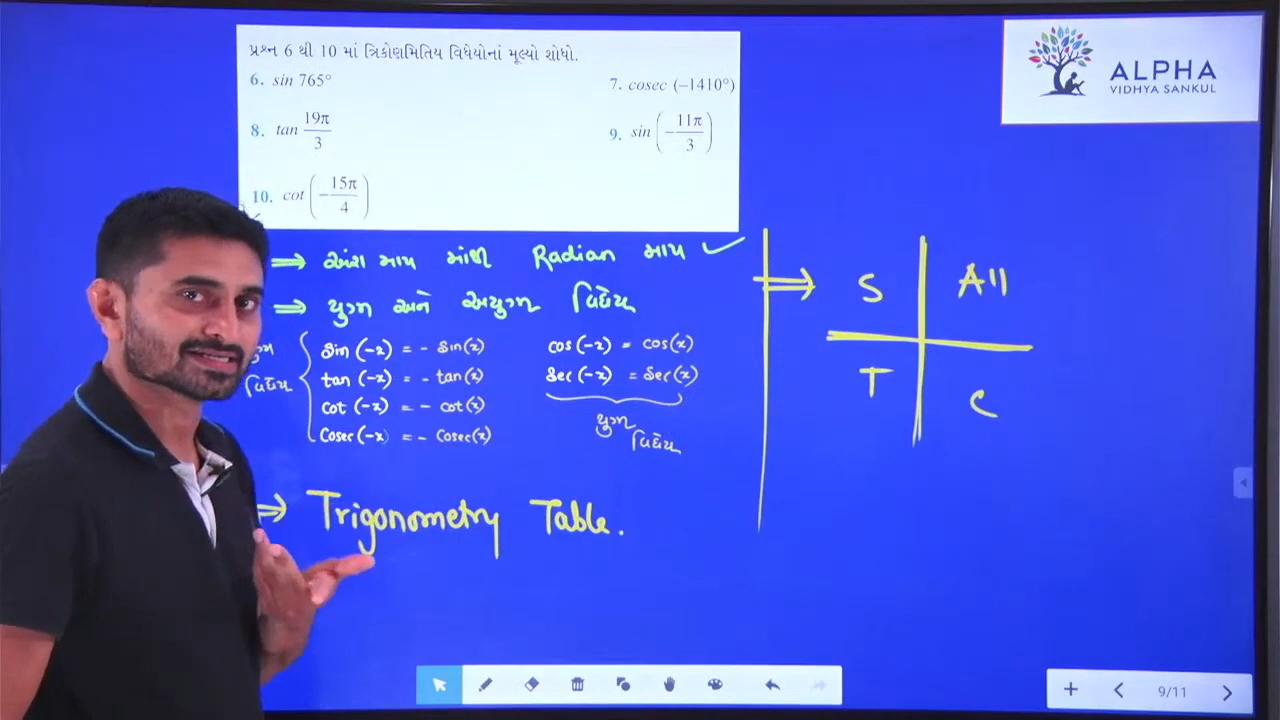 પ્રશ્ન 6 થી 10 માં ત્રિકોણમિતિય વિધેયોનાં મૂલ્યો શોધો.
6. sin 765°
7. cosec (−1410°)
8. tan 19π/3
9. sin (−11π/3)
10. cot (−15π/4)
ALPHA
VIDHYA SANKUL
⇒ અંશ માપ માંથી Radian માપ ✓
⇒ યુગ્મ અને અયુગ્મ વિધેય
sin (-x) = - sin(x)
tan (-x) = - tan(x)
cot (-x) = - cot(x)
Cosec (-x) = - Cosec(x)
યુગ્મ
વિધેય
cos (-x) = cos(x)
sec (-x) = sec(x)
યુગ્મ
વિધેય
⇒ Trigonometry Table.
⇒ S All
T C
9/11